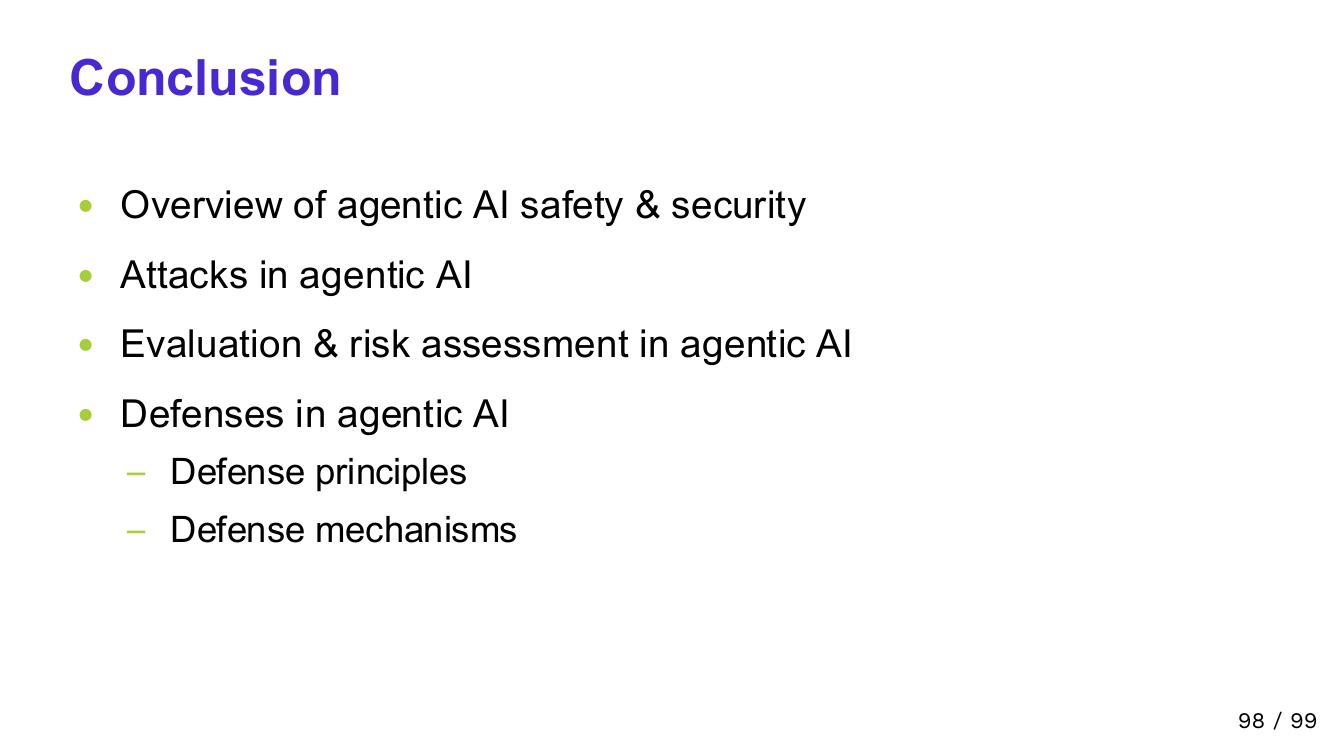 Conclusion
• Overview of agentic AI safety & security
• Attacks in agentic AI
• Evaluation & risk assessment in agentic AI
• Defenses in agentic AI
– Defense principles
– Defense mechanisms
98 / 99